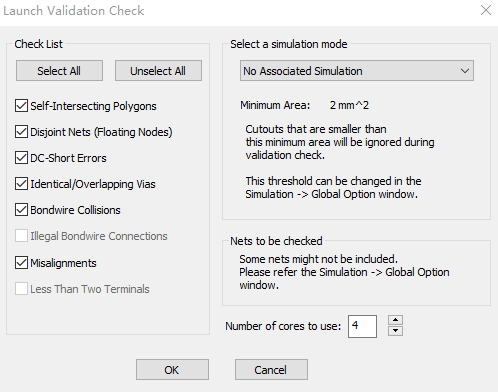 Launch Validation Check
Check List
Select All
Unselect All
Self-Intersecting Polygons
Disjoint Nets (Floating Nodes)
DC-Short Errors
Identical/Overlapping Vias
Bondwire Collisions
Illegal Bondwire Connections
Misalignments
Less Than Two Terminals
Select a simulation mode
No Associated Simulation
Minimum Area: 2 mm^2
Cutouts that are smaller than
this minimum area will be ignored during
validation check.
This threshold can be changed in the
Simulation -> Global Option window.
Nets to be checked
Some nets might not be included.
Please refer the Simulation -> Global Option
window.
Number of cores to use: 4
OK
Cancel